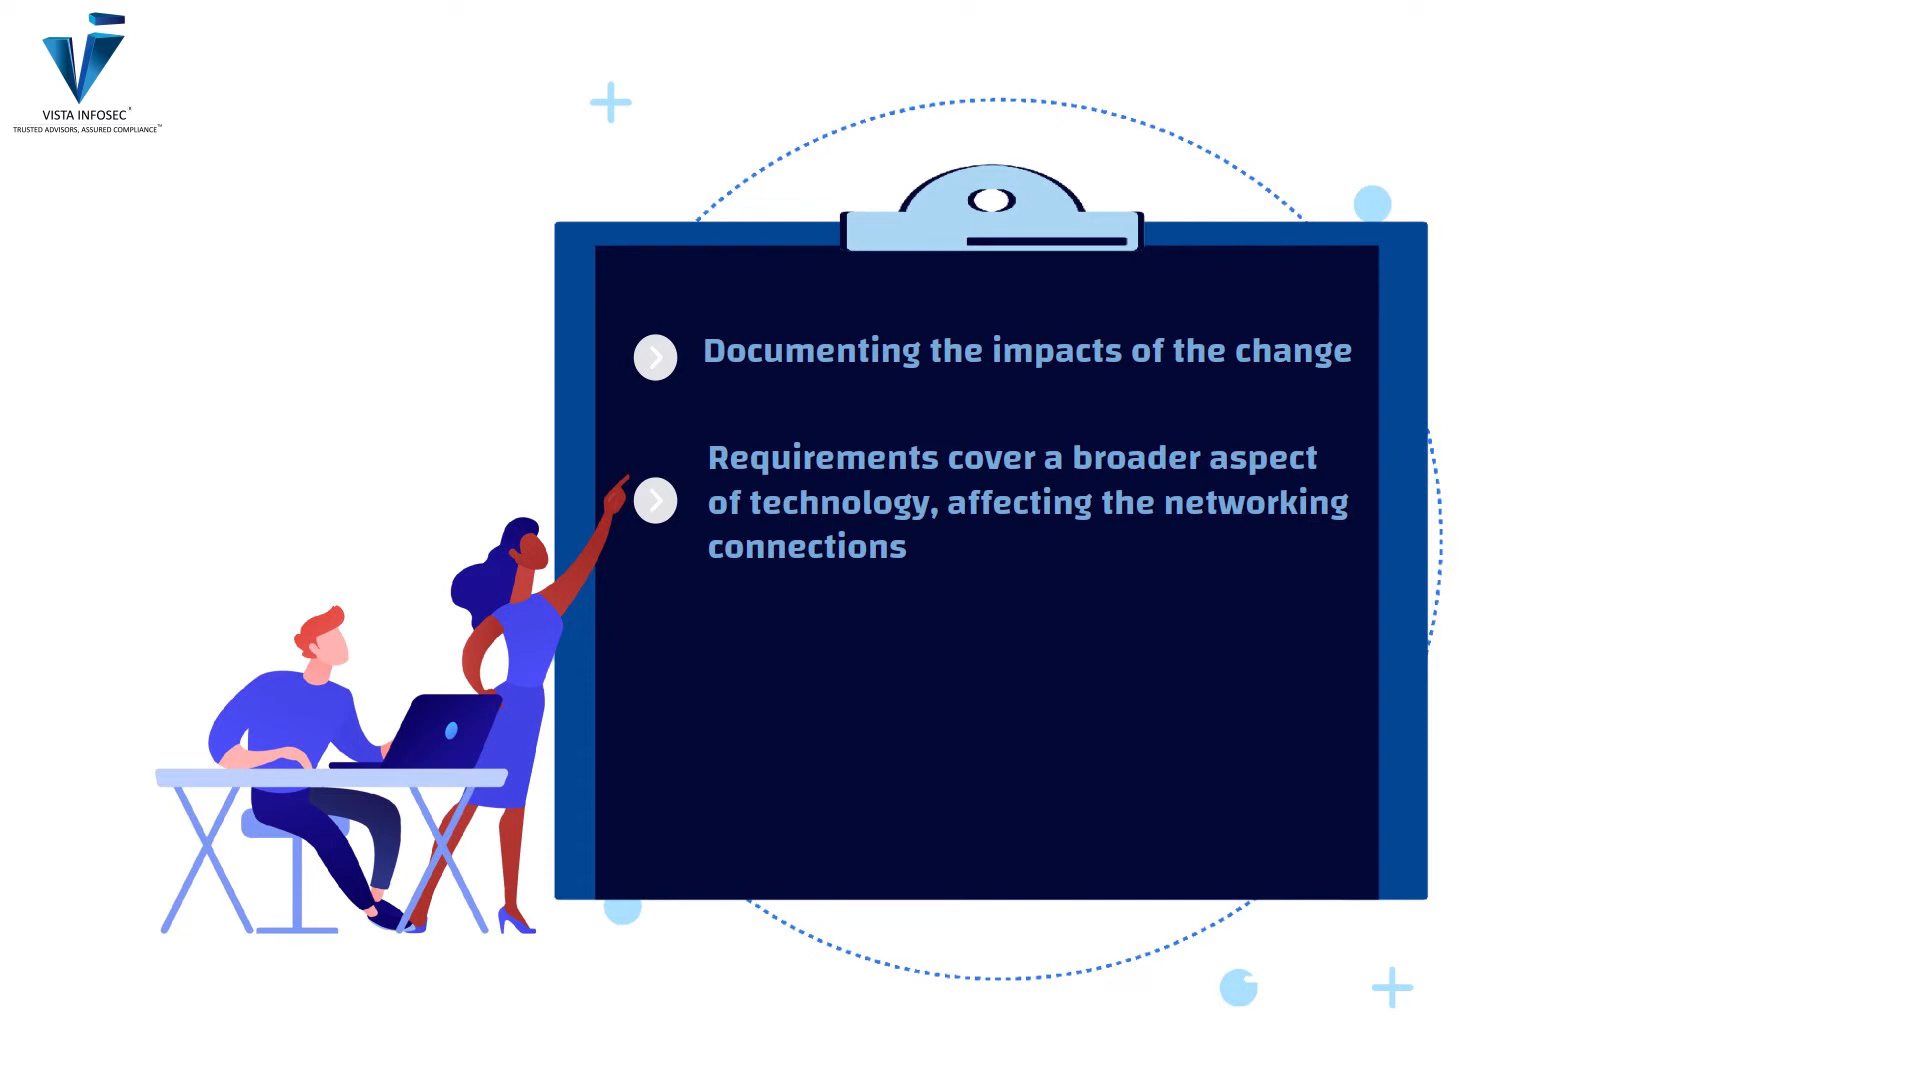 VISTA INFOSEC®
TRUSTED ADVISORS, ASSURED COMPLIANCE™
Documenting the impacts of the change
Requirements cover a broader aspect
of technology, affecting the networking
connections